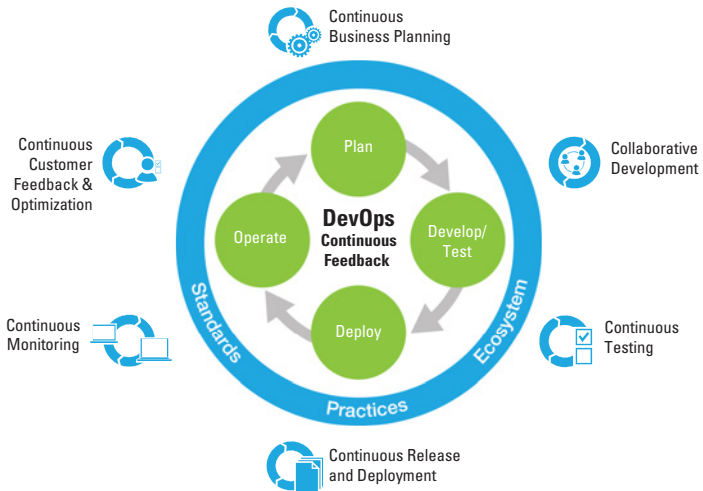 Continuous
Business Planning
Continuous
Customer
Feedback &
Optimization
Collaborative
Development
Plan
Operate
DevOps
Continuous
Feedback
Develop/
Test
Deploy
Continuous
Monitoring
Continuous
Testing
Standards
Practices
Ecosystem
Continuous Release
and Deployment